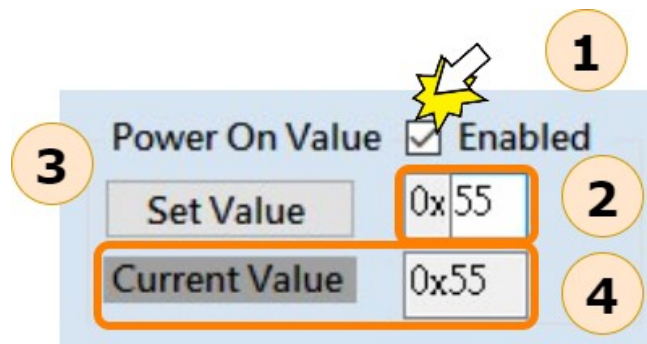 1
Power On Value Enabled
3
Set Value 0x 55 2
Current Value 0x55 4